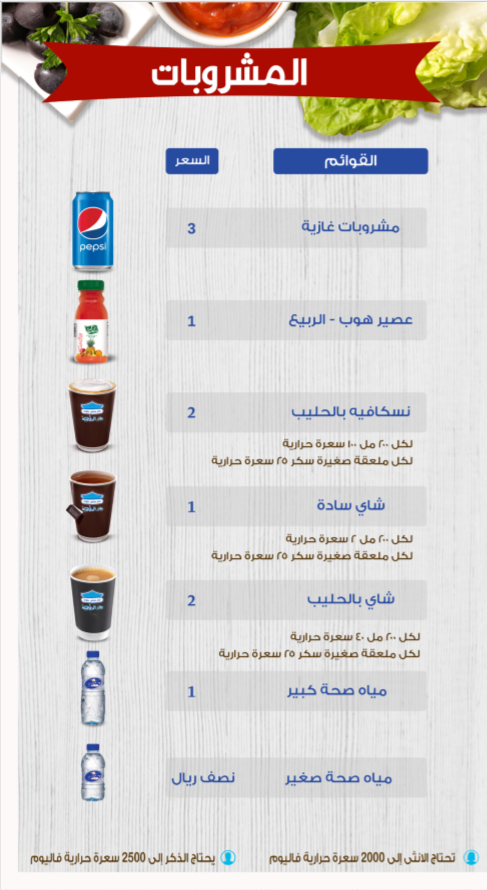 المشروبات
القوائم السعر
مشروبات غازية 3
pepsi
عصير هوب - الربيع 1
نسكافيه بالحليب 2
لكل ٢٠٠ مل ١٠٠ سعرة حرارية
لكل ملعقة صغيرة سكر ٢٥ سعرة حرارية
شاي سادة 1
لكل ٢٠٠ مل ٢ سعرة حرارية
لكل ملعقة صغيرة سكر ٢٥ سعرة حرارية
شاي بالحليب 2
لكل ٢٠٠ مل ٤٠ سعرة حرارية
لكل ملعقة صغيرة سكر ٢٥ سعرة حرارية
مياه صحة كبير 1
مياه صحة صغير نصف ريال
تحتاج الانثى إلى 2000 سعرة حرارية فاليوم
يحتاج الذكر إلى 2500 سعرة حرارية فاليوم